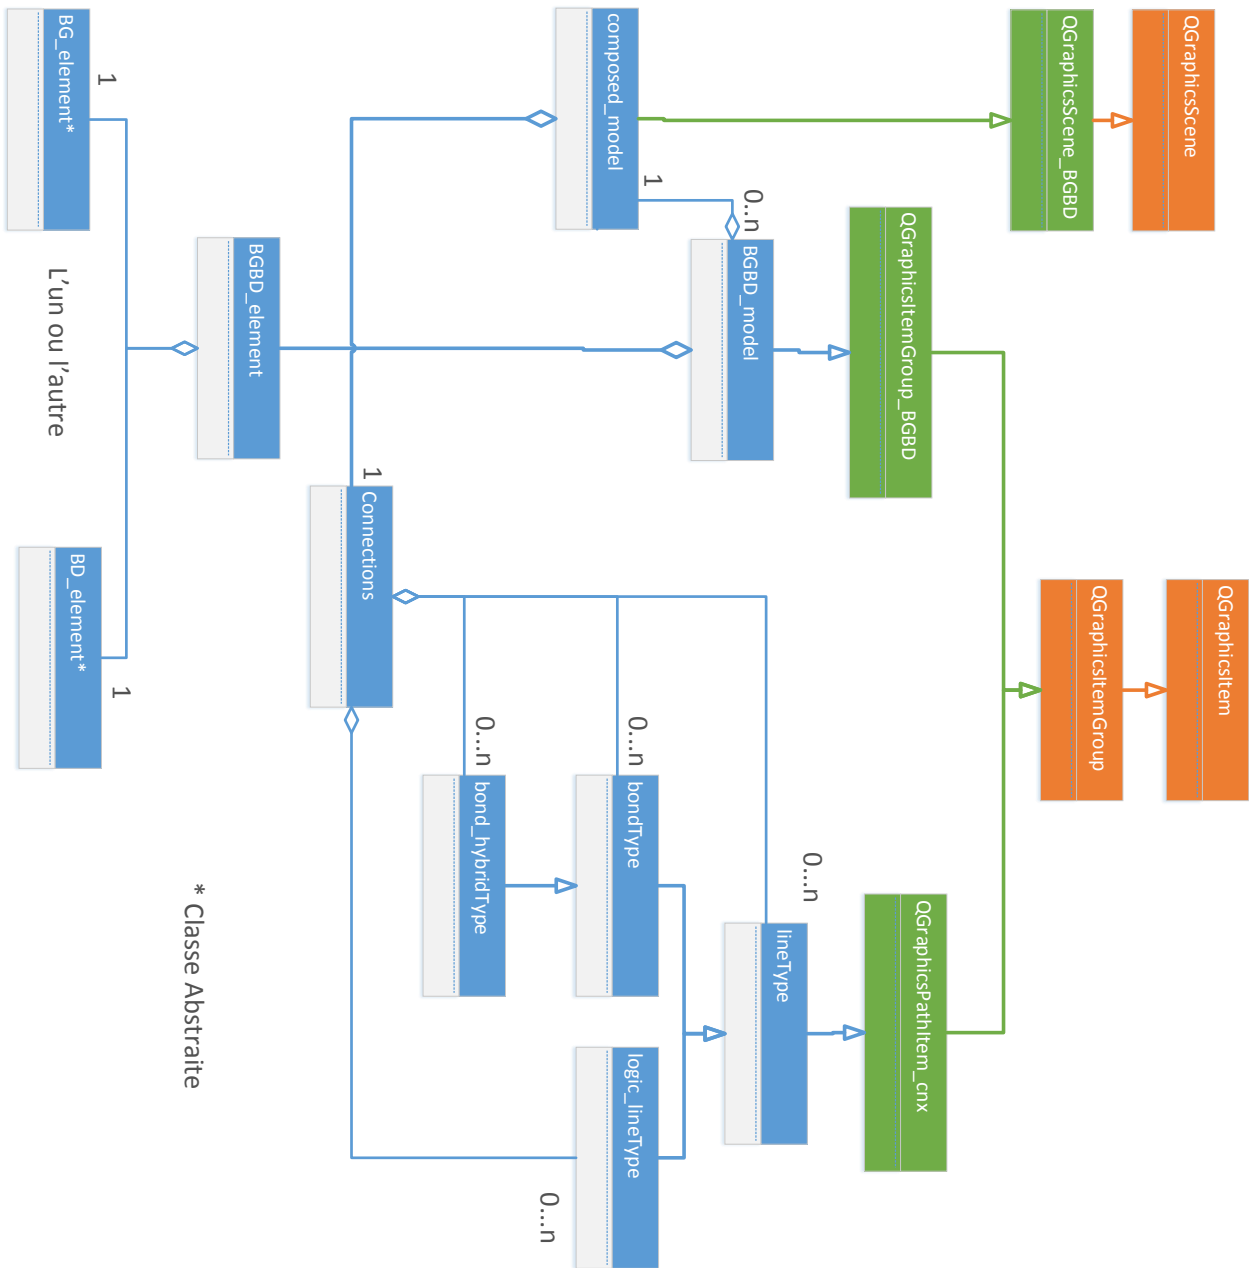 QGraphicsScene
QGraphicsItem
QGraphicsScene_BGBD
QGraphicsItemGroup
QGraphicsItemGroup_BGBD
QGraphicsPathItem_cnx
0...n
BGBD_model
lineType
0...n
composed_model
1
bondType
0...n
logic_lineType
0...n
bond_hybridType
0...n
Connections
1
BGBD_element
* Classe Abstraite
BG_element*
1
BD_element*
1
L'un ou l'autre